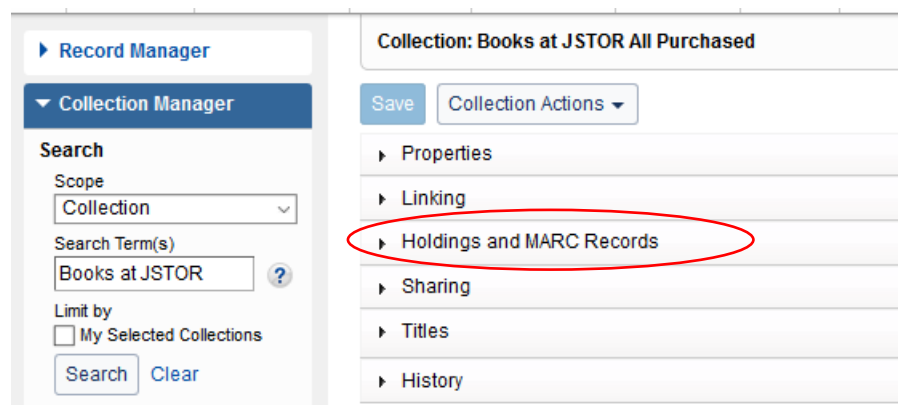 Record Manager
Collection Manager
Search
Scope
Collection
Search Term(s)
Books at JSTOR
?
Limit by
My Selected Collections
Search Clear
Collection: Books at JSTOR All Purchased
Save Collection Actions
Properties
Linking
Holdings and MARC Records
Sharing
Titles
History